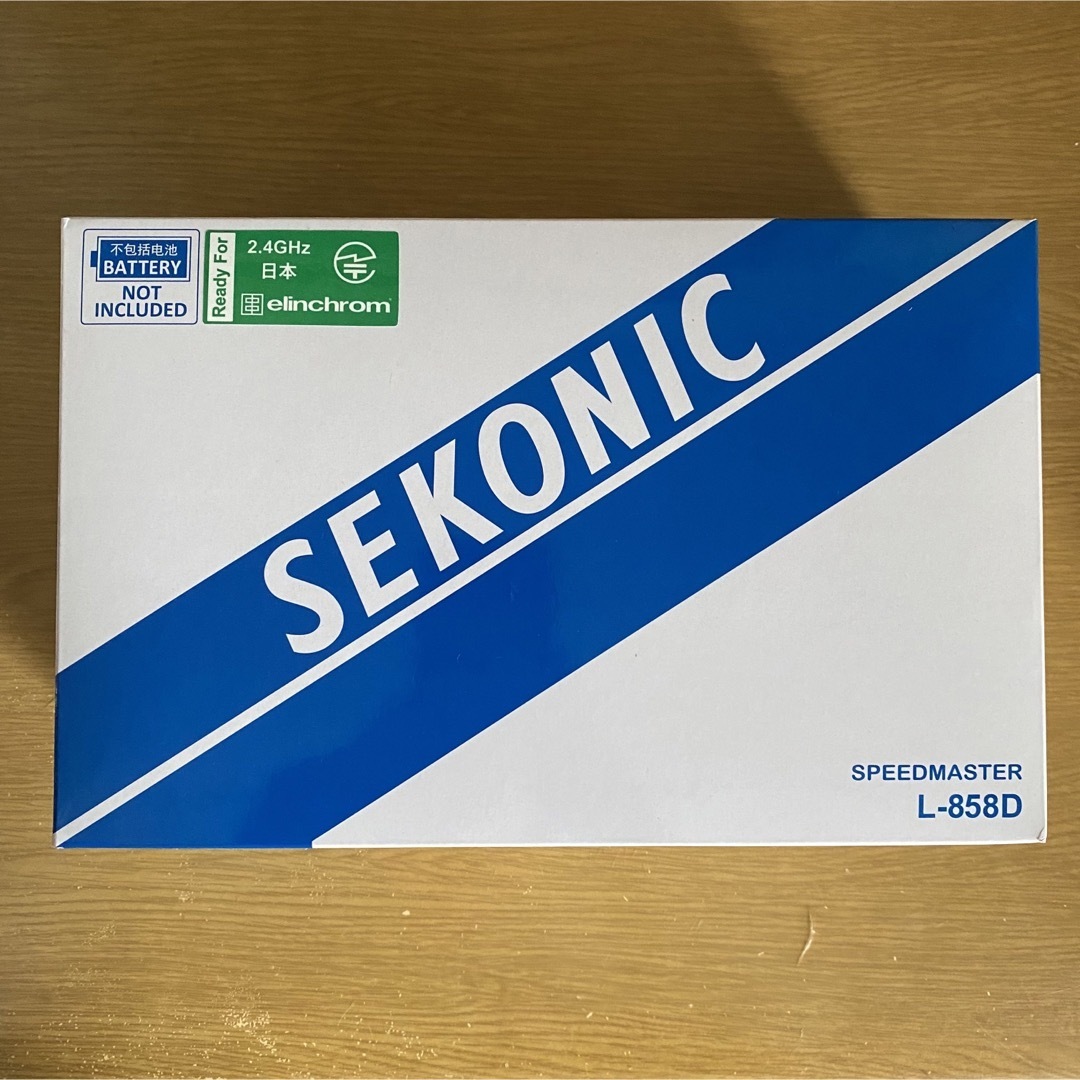 不包括电池
BATTERY
NOT
INCLUDED
Ready For
2.4GHz
日本
elinchrom
SEKONIC
SPEEDMASTER
L-858D